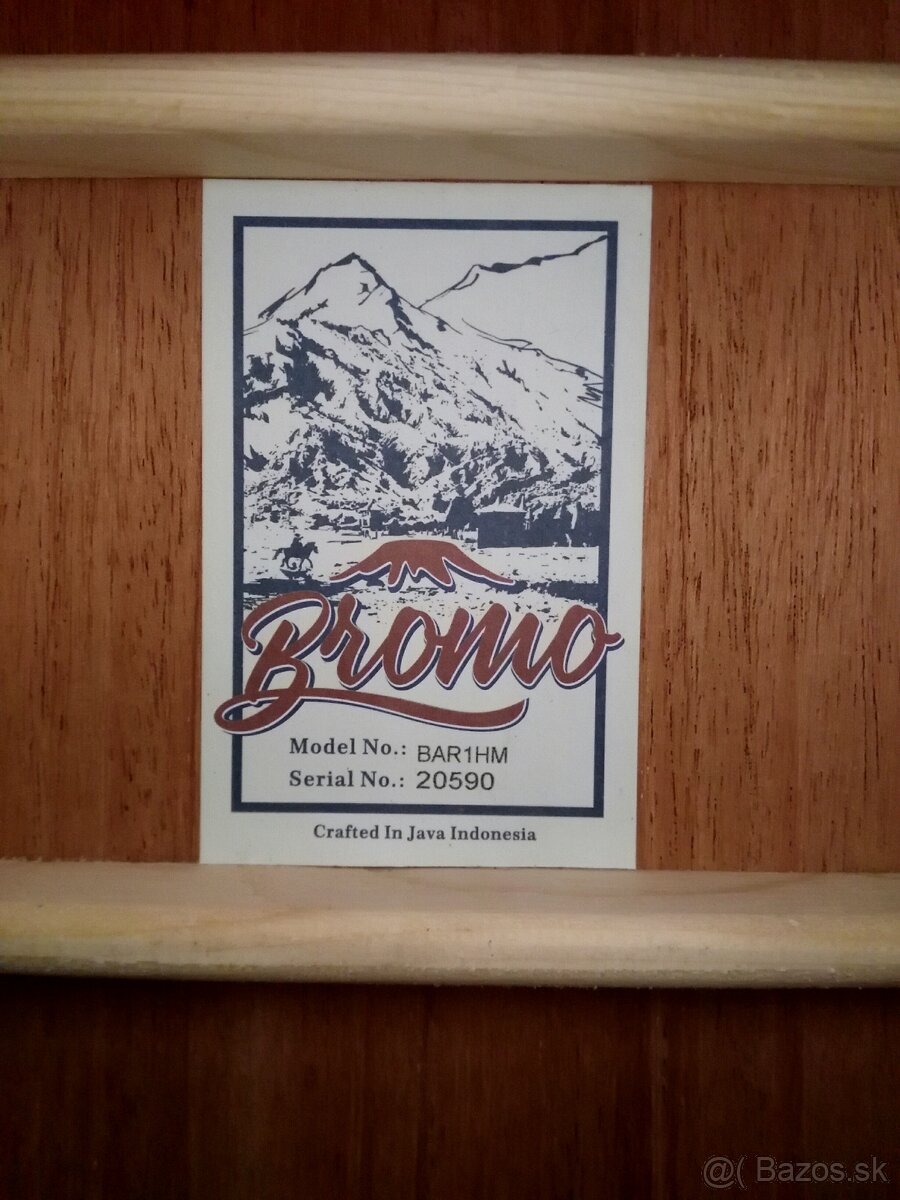 Bromo
Model No.: BAR1HM
Serial No.: 20590
Crafted In Java Indonesia
@( Bazos.sk